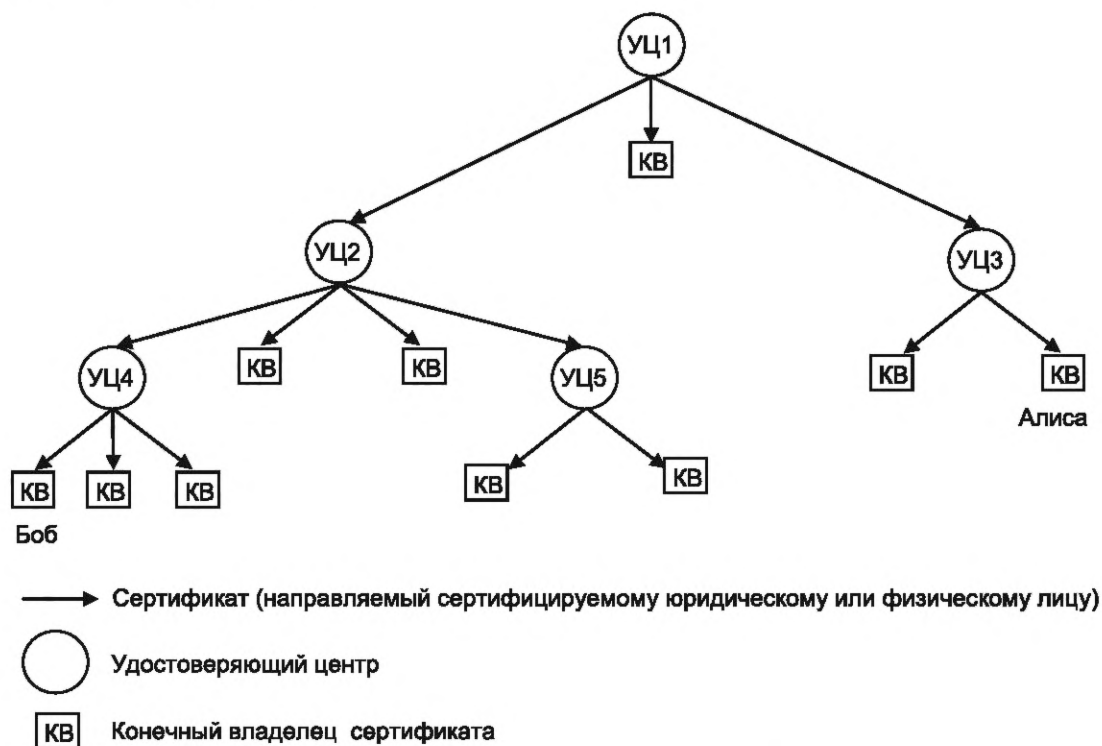 УЦ1
КВ
УЦ2
УЦ3
УЦ4
КВ
КВ
УЦ5
КВ
КВ
Алиса
КВ
КВ
КВ
КВ
КВ
Боб
Сертификат (направляемый сертифицируемому юридическому или физическому лицу)
Удостоверяющий центр
КВ Конечный владелец сертификата